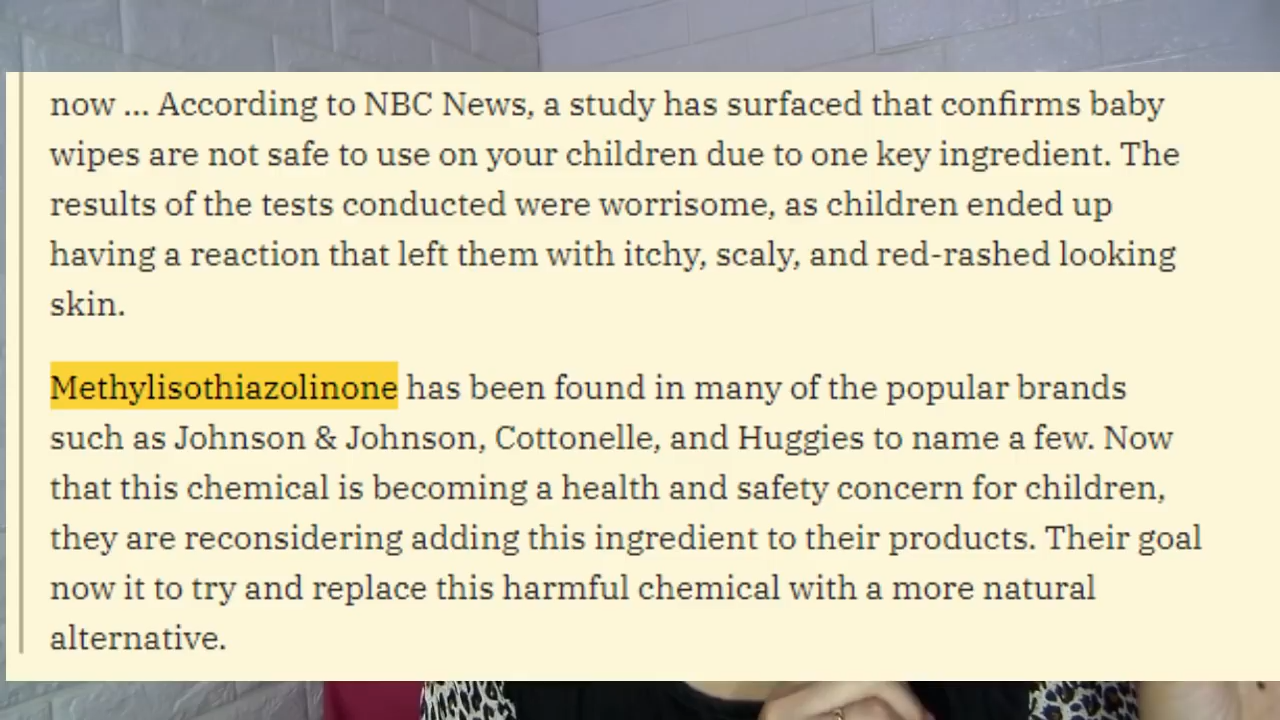 now ... According to NBC News, a study has surfaced that confirms baby
wipes are not safe to use on your children due to one key ingredient. The
results of the tests conducted were worrisome, as children ended up
having a reaction that left them with itchy, scaly, and red-rashed looking
skin.
Methylisothiazolinone has been found in many of the popular brands
such as Johnson & Johnson, Cottonelle, and Huggies to name a few. Now
that this chemical is becoming a health and safety concern for children,
they are reconsidering adding this ingredient to their products. Their goal
now it to try and replace this harmful chemical with a more natural
alternative.